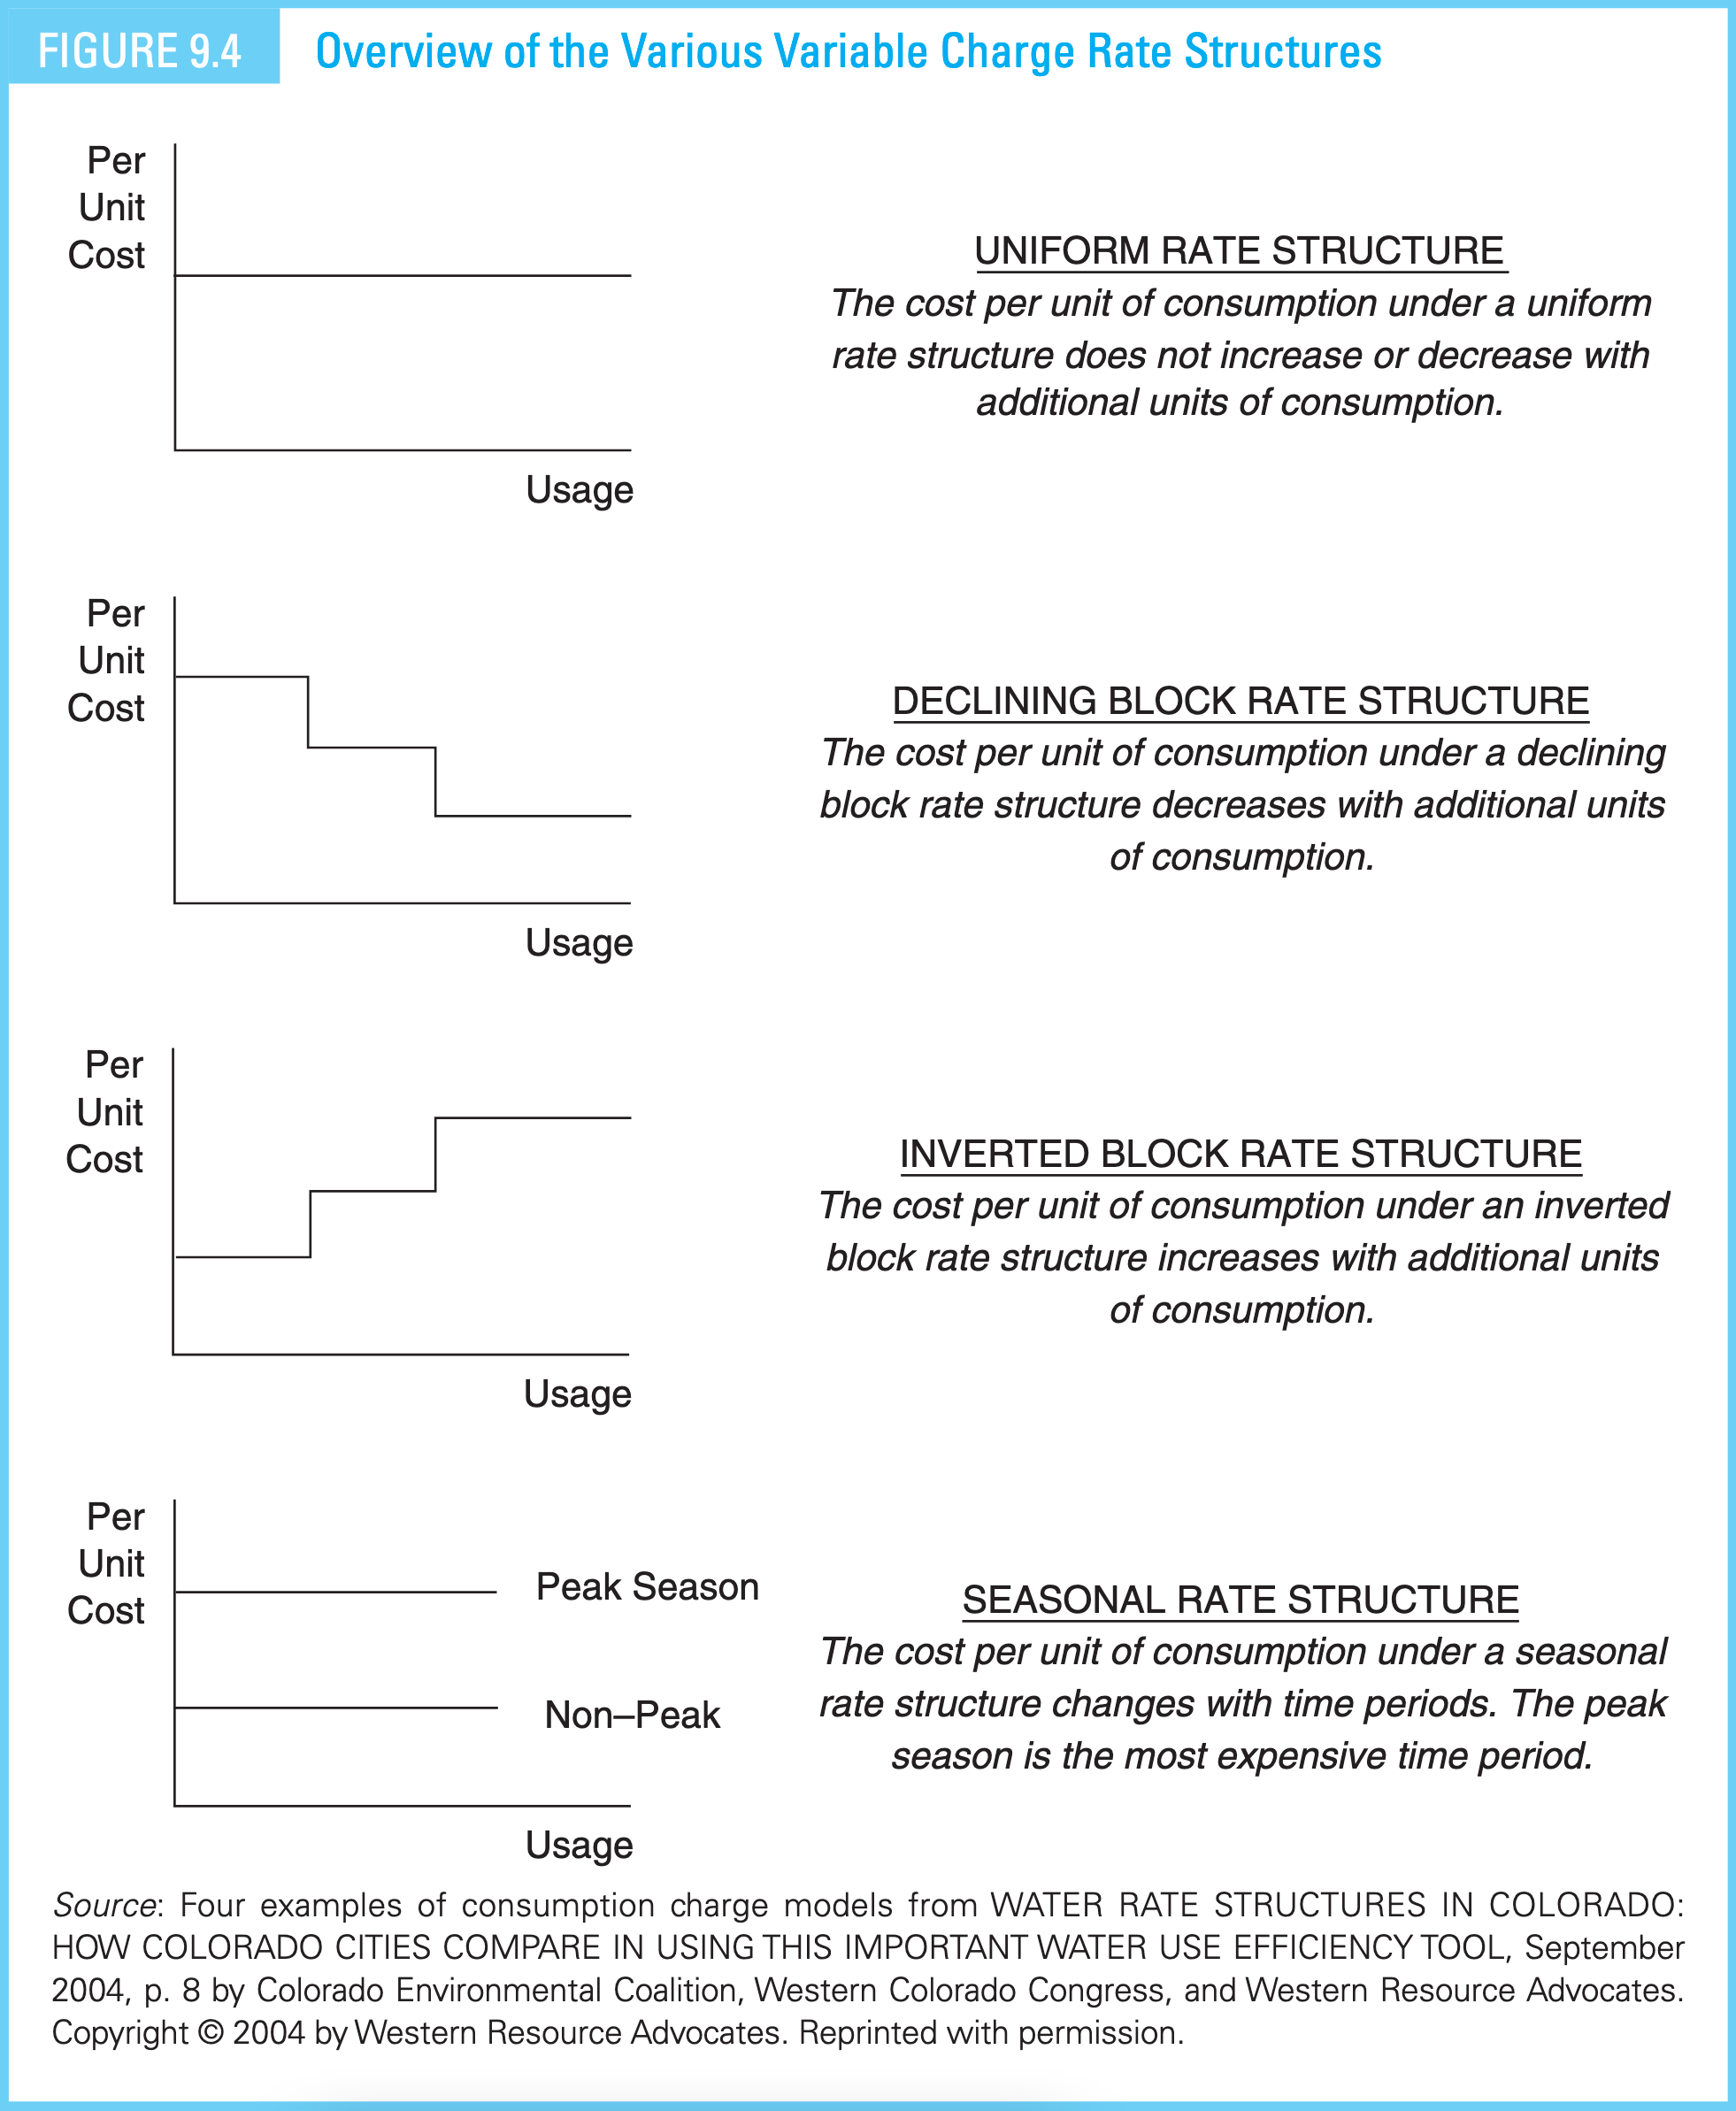 FIGURE 9.4 Overview of the Various Variable Charge Rate Structures
Per
Unit
Cost
Usage
UNIFORM RATE STRUCTURE
The cost per unit of consumption under a uniform
rate structure does not increase or decrease with
additional units of consumption.
Per
Unit
Cost
Usage
DECLINING BLOCK RATE STRUCTURE
The cost per unit of consumption under a declining
block rate structure decreases with additional units
of consumption.
Per
Unit
Cost
Usage
INVERTED BLOCK RATE STRUCTURE
The cost per unit of consumption under an inverted
block rate structure increases with additional units
of consumption.
Per
Unit
Cost
Peak Season
Non–Peak
Usage
SEASONAL RATE STRUCTURE
The cost per unit of consumption under a seasonal
rate structure changes with time periods. The peak
season is the most expensive time period.
Source: Four examples of consumption charge models from WATER RATE STRUCTURES IN COLORADO:
HOW COLORADO CITIES COMPARE IN USING THIS IMPORTANT WATER USE EFFICIENCY TOOL, September
2004, p. 8 by Colorado Environmental Coalition, Western Colorado Congress, and Western Resource Advocates.
Copyright © 2004 by Western Resource Advocates. Reprinted with permission.